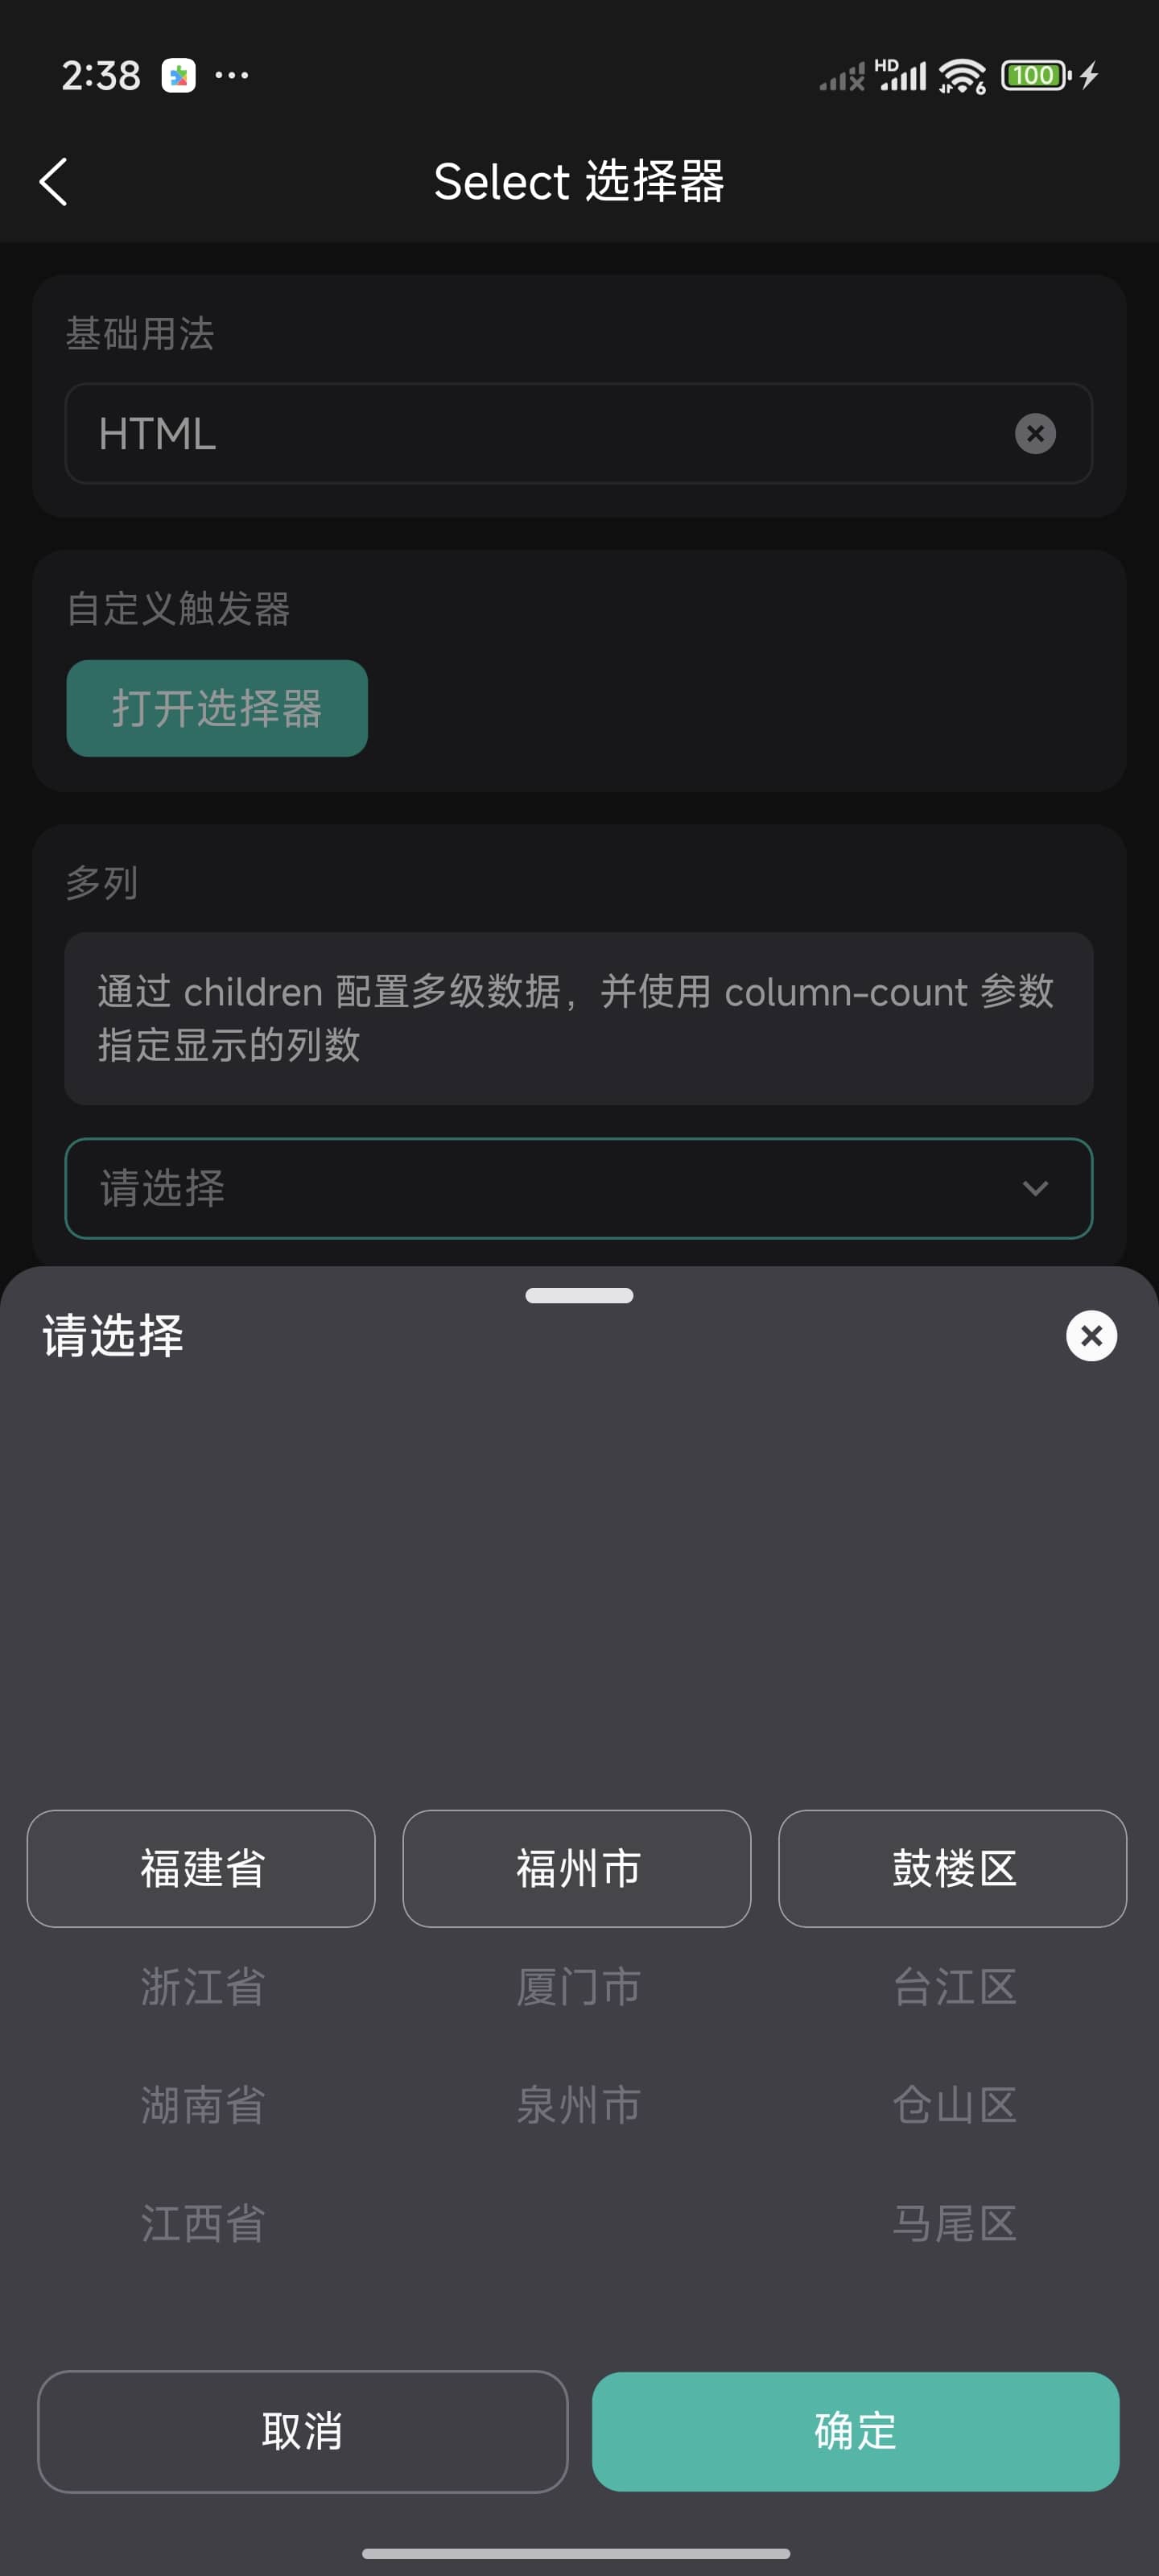 2:38
HD
6
100
Select 选择器
基础用法
HTML
自定义触发器
打开选择器
多列
通过 children 配置多级数据，并使用 column-count 参数
指定显示的列数
请选择
请选择
福建省 福州市 鼓楼区
浙江省 厦门市 台江区
湖南省 泉州市 仓山区
江西省 马尾区
取消 确定